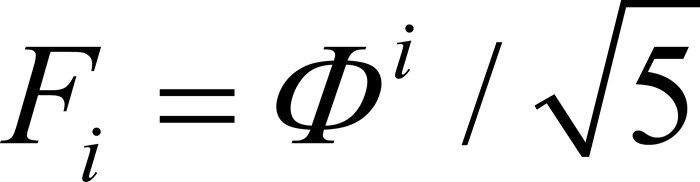 F_i = Φ^i / √5